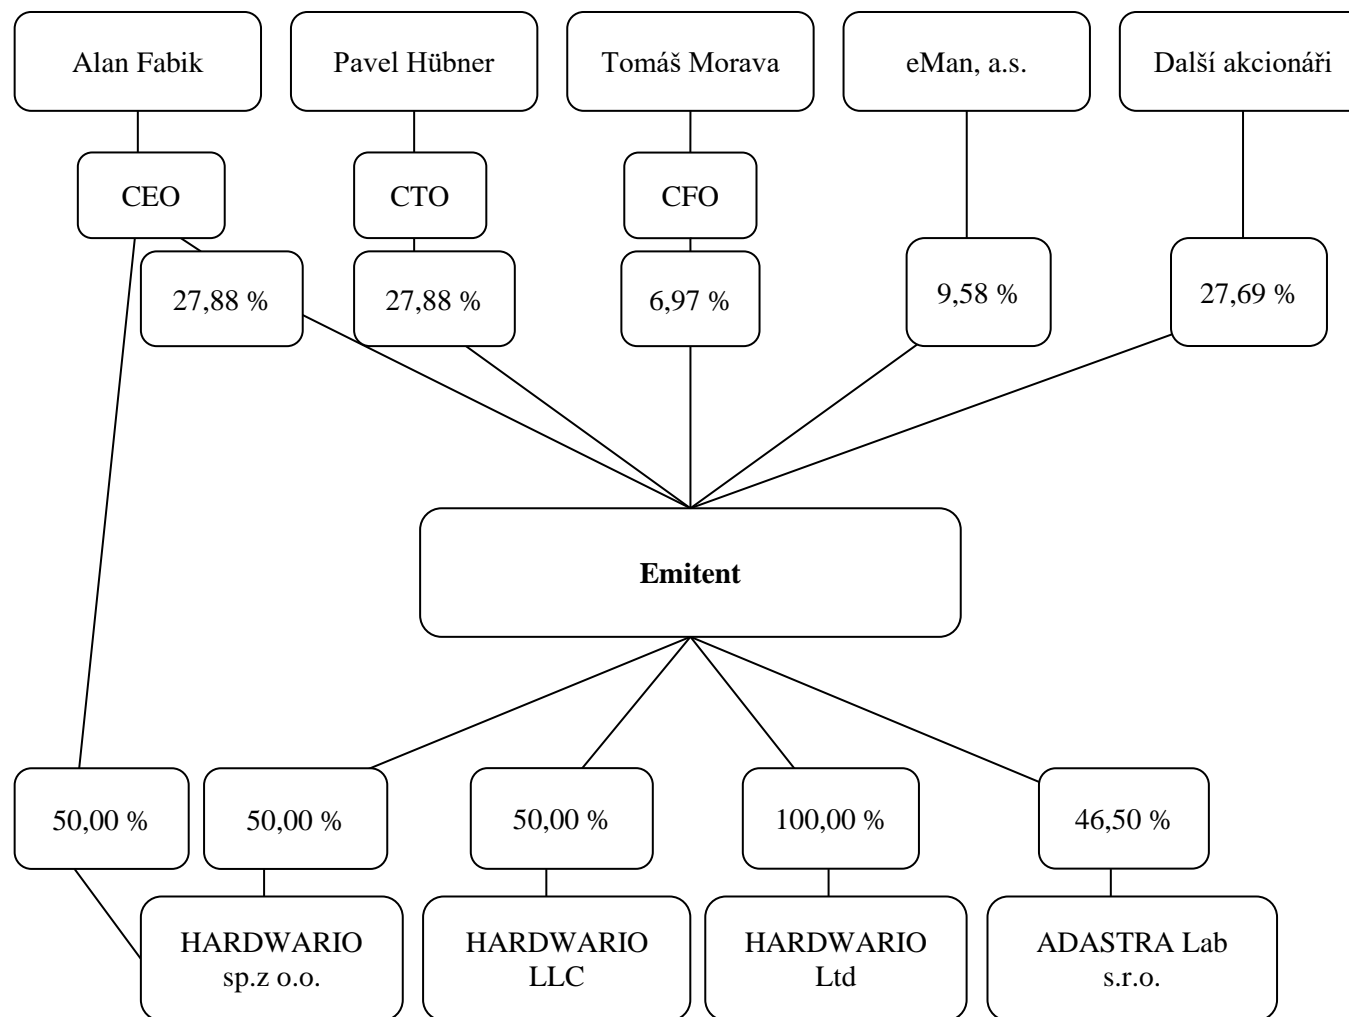 Alan Fabik
Pavel Hübner
Tomáš Morava
eMan, a.s.
Další akcionáři
CEO
CTO
CFO
27,88 %
27,88 %
6,97 %
9,58 %
27,69 %
Emitent
50,00 %
50,00 %
50,00 %
100,00 %
46,50 %
HARDWARIO
sp.z o.o.
HARDWARIO
LLC
HARDWARIO
Ltd
ADASTRA Lab
s.r.o.